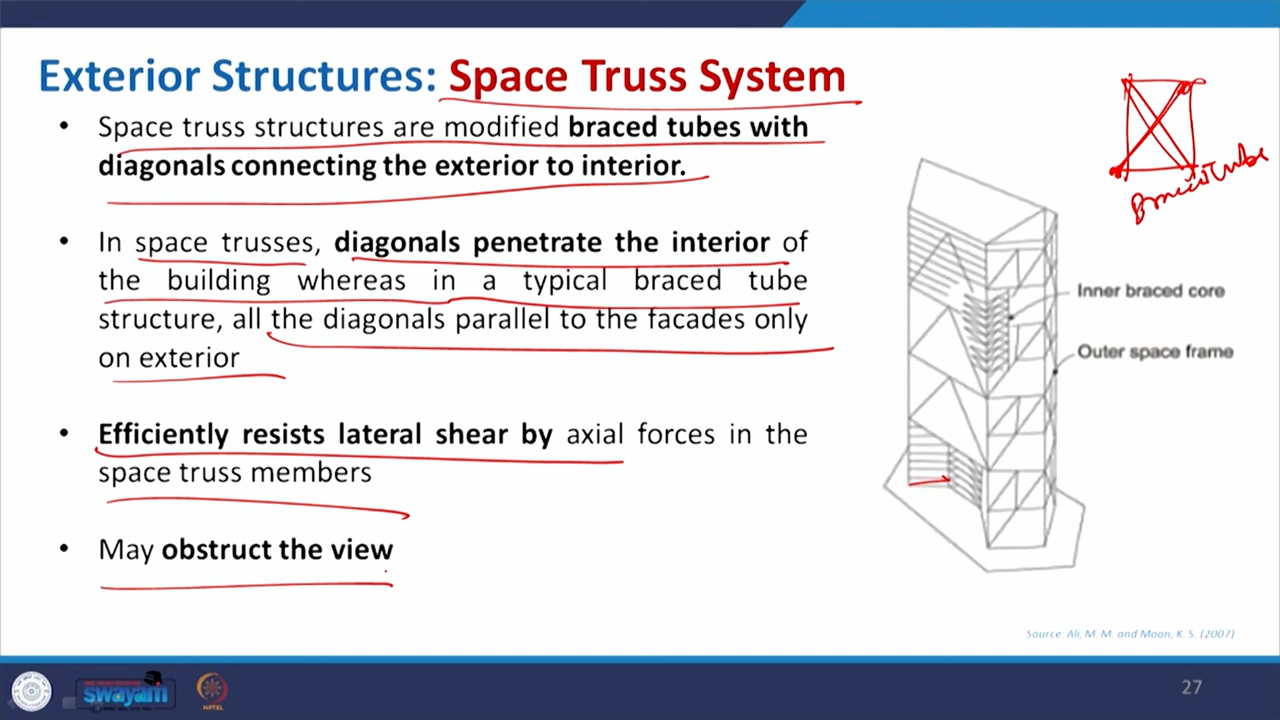 Exterior Structures: Space Truss System
• Space truss structures are modified braced tubes with
diagonals connecting the exterior to interior.
• In space trusses, diagonals penetrate the interior of
the building whereas in a typical braced tube
structure, all the diagonals parallel to the facades only
on exterior
• Efficiently resists lateral shear by axial forces in the
space truss members
• May obstruct the view
Braced Tube
Inner braced core
Outer space frame
Source: Ali, M. M. and Moon, K. S. (2007)
swayam
NPTEL
27